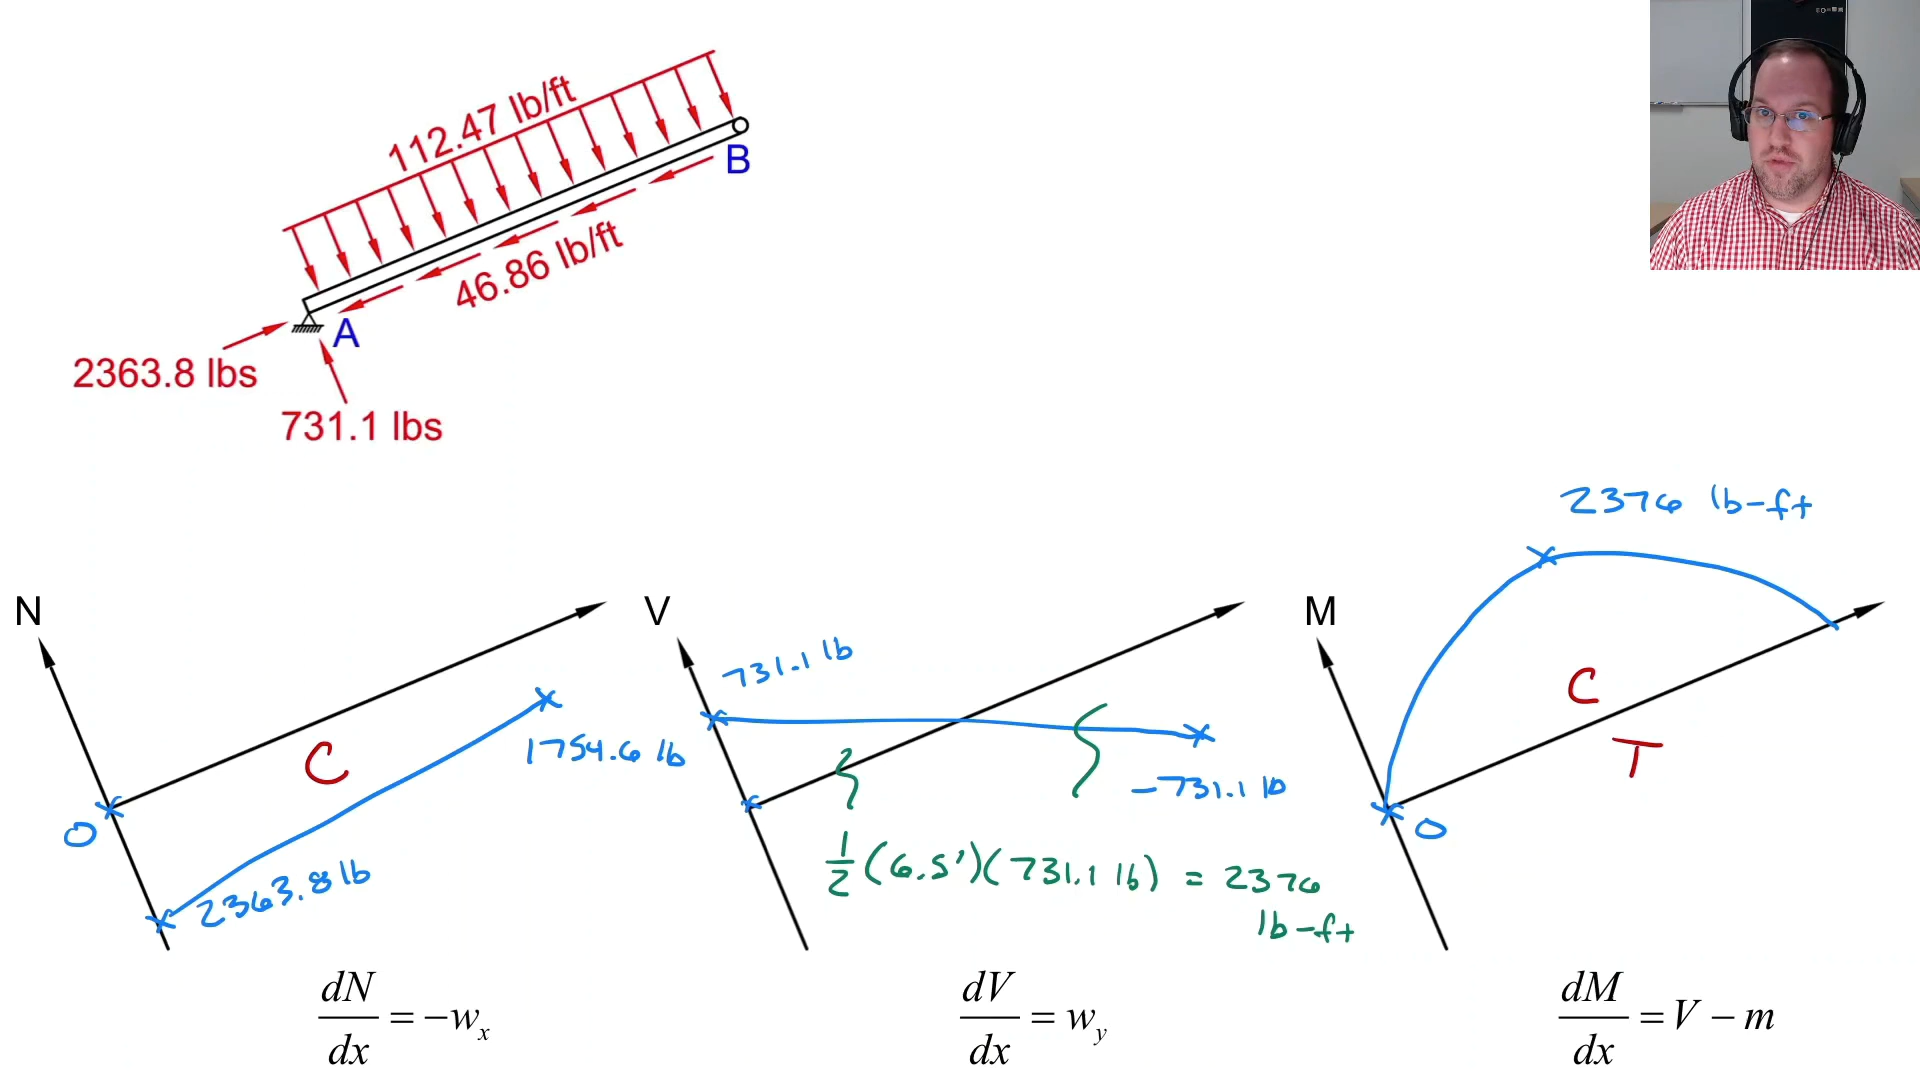 112.47 lb/ft
B
46.86 lb/ft
A
2363.8 lbs
731.1 lbs
2376 lb-ft
N
V
M
731.1 lb
C
C
1754.6 lb
T
-731.1 lb
O
O
2363.8 lb
1/2 (6.5')(731.1 lb) = 2376
lb-ft
dN/dx = -w_x
dV/dx = w_y
dM/dx = V - m